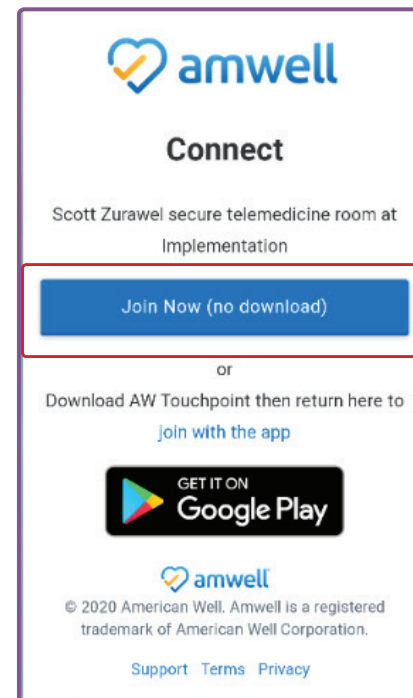 amwell
Connect
Scott Zurawel secure telemedicine room at
Implementation
Join Now (no download)
or
Download AW Touchpoint then return here to
join with the app
GET IT ON
Google Play
amwell
© 2020 American Well. Amwell is a registered
trademark of American Well Corporation.
Support Terms Privacy